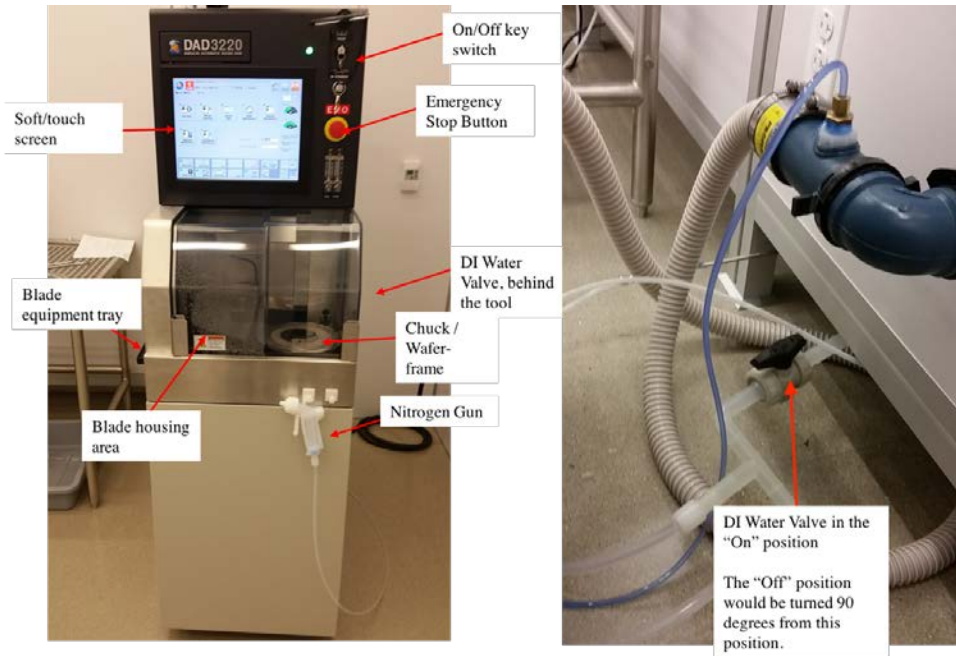 DAD3220
EMO
On/Off key
switch
Emergency
Stop Button
Soft/touch
screen
DI Water
Valve, behind
the tool
Blade
equipment tray
Chuck /
Wafer-
frame
Nitrogen Gun
Blade housing
area
DI Water Valve in the
“On” position
The “Off” position
would be turned 90
degrees from this
position.